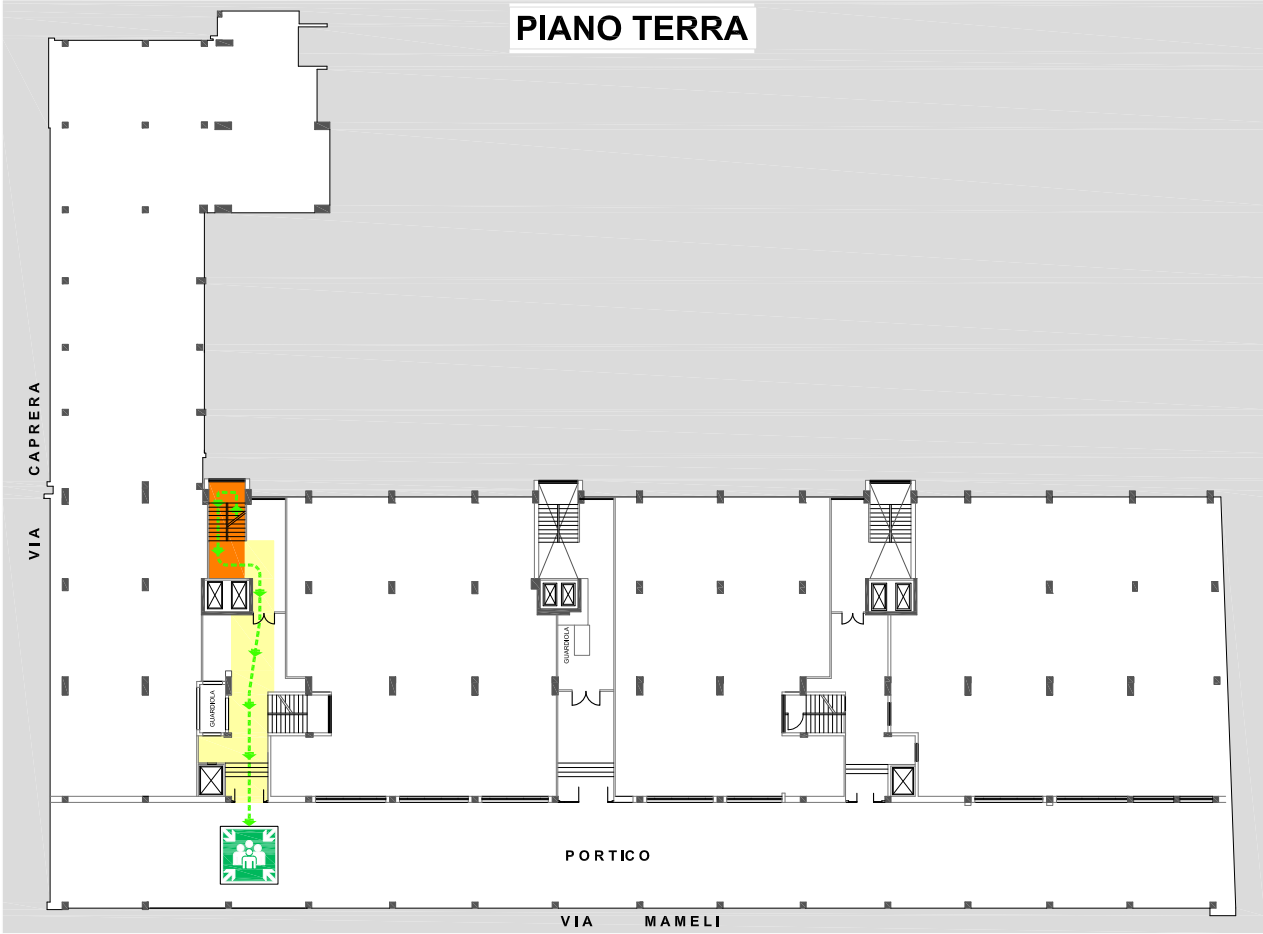 PIANO TERRA
VIA CAPRERA
GUARDIOLA
GUARDIOLA
PORTICO
VIA MAMELI